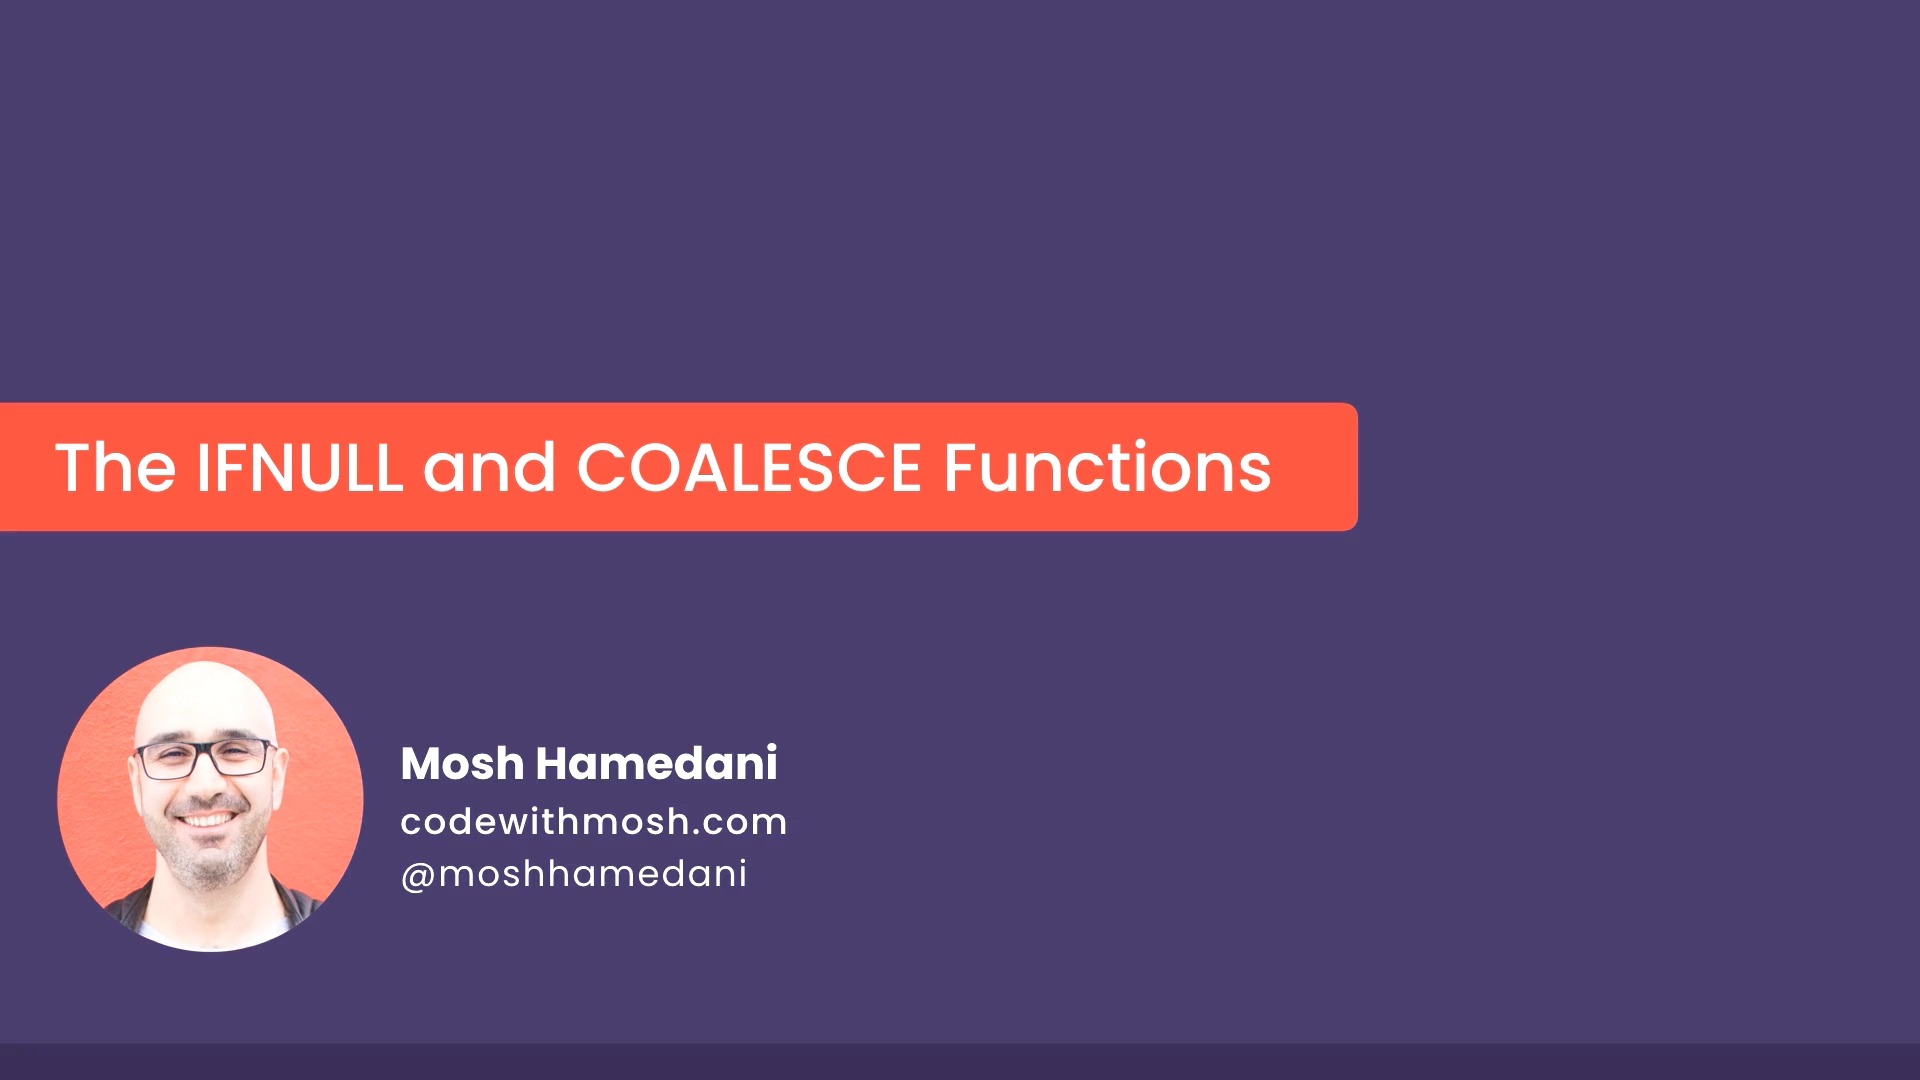 The IFNULL and COALESCE Functions
Mosh Hamedani
codewithmosh.com
@moshhamedani